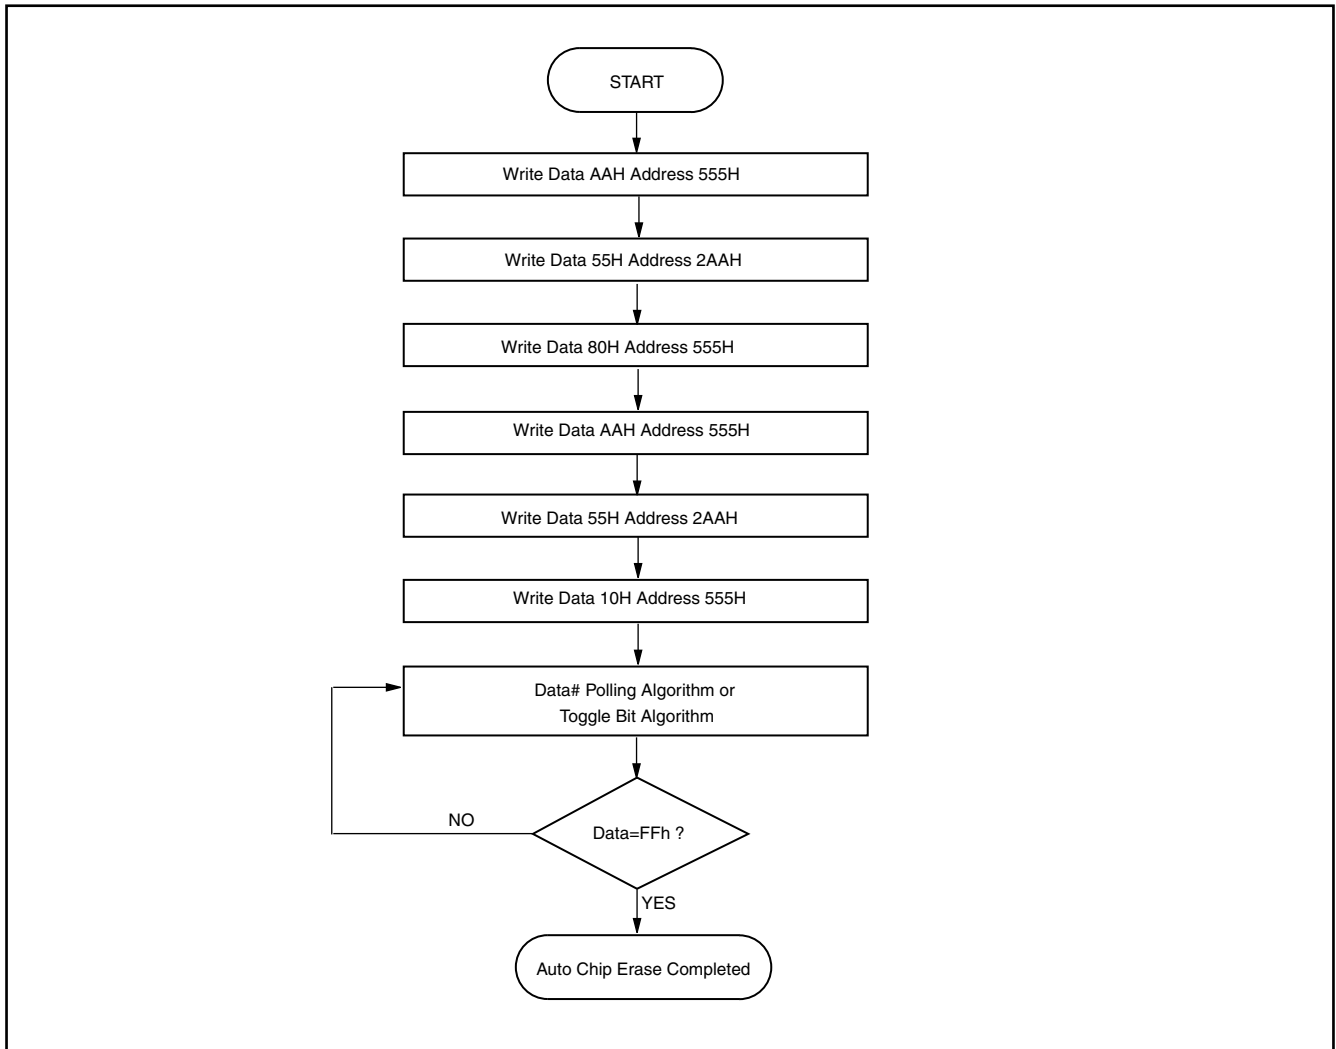 START
Write Data AAH Address 555H
Write Data 55H Address 2AAH
Write Data 80H Address 555H
Write Data AAH Address 555H
Write Data 55H Address 2AAH
Write Data 10H Address 555H
Data# Polling Algorithm or
Toggle Bit Algorithm
NO
Data=FFh ?
YES
Auto Chip Erase Completed